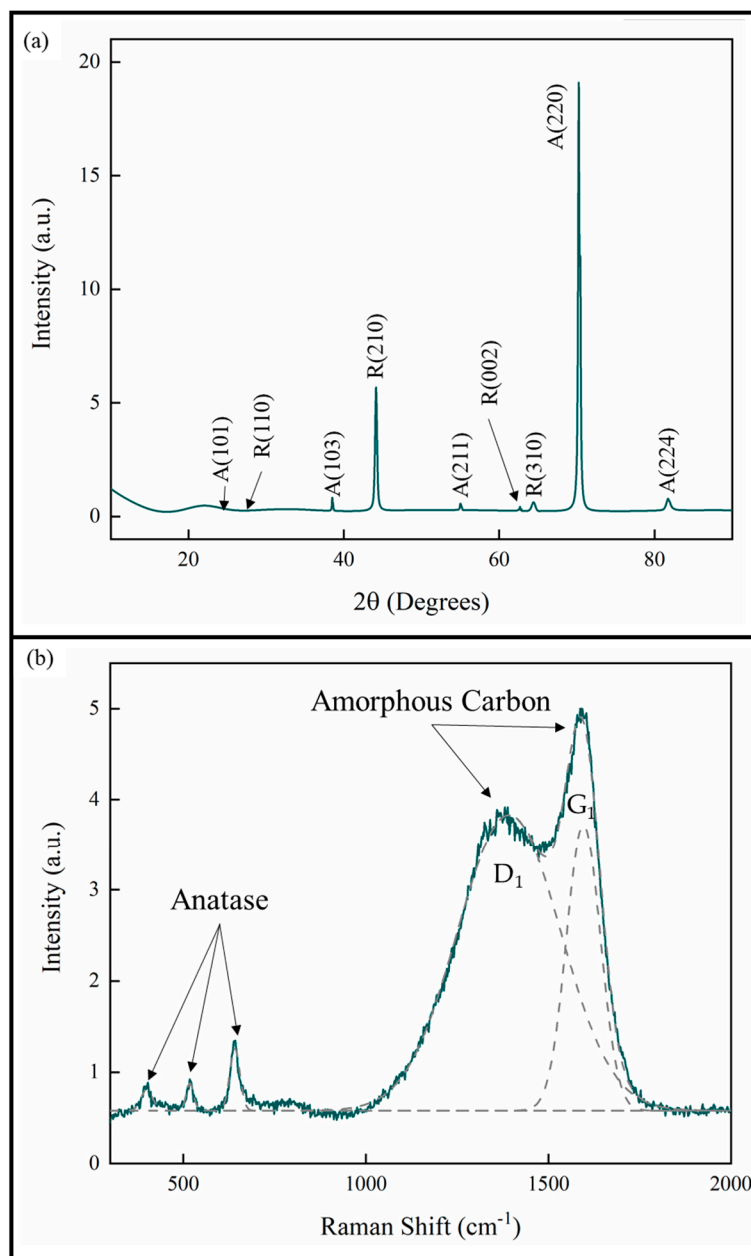 (a)
20
15
10
5
0
Intensity (a.u.)
A(101)
R(110)
A(103)
R(210)
A(211)
R(002)
R(310)
A(220)
A(224)
20 40 60 80
2θ (Degrees)
(b)
5
4
3
2
1
0
Intensity (a.u.)
Amorphous Carbon
G₁
D₁
Anatase
500 1000 1500 2000
Raman Shift (cm⁻¹)